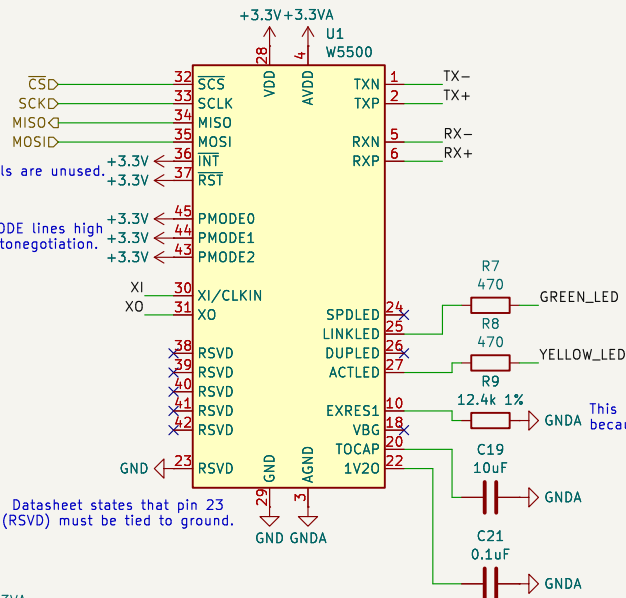 +3.3V +3.3VA
U1
W5500
28
4
VDD
AVDD
CS 32 SCS
SCK 33 SCLK
MISO 34 MISO
MOSI 35 MOSI
ls are unused. +3.3V 36 INT
+3.3V 37 RST
+3.3V 45 PMODE0
ODE lines high +3.3V 44 PMODE1
tonegotiation. +3.3V 43 PMODE2
XI 30 XI/CLKIN
XO 31 XO
38 RSVD
39 RSVD
40 RSVD
41 RSVD
42 RSVD
GND 23 RSVD
TXN 1 TX-
TXP 2 TX+
RXN 5 RX-
RXP 6 RX+
SPDLED 24
LINKLED 25
R7
470
GREEN_LED
DUPLED 26
ACTLED 27
R8
470
YELLOW_LED
EXRES1 10
R9
12.4k 1%
GNDA
This
becau
VBG 18
TOCAP 20
C19
10uF
GNDA
1V2O 22
C21
0.1uF
GNDA
GND
AGND
29
3
GND GNDA
Datasheet states that pin 23
(RSVD) must be tied to ground.